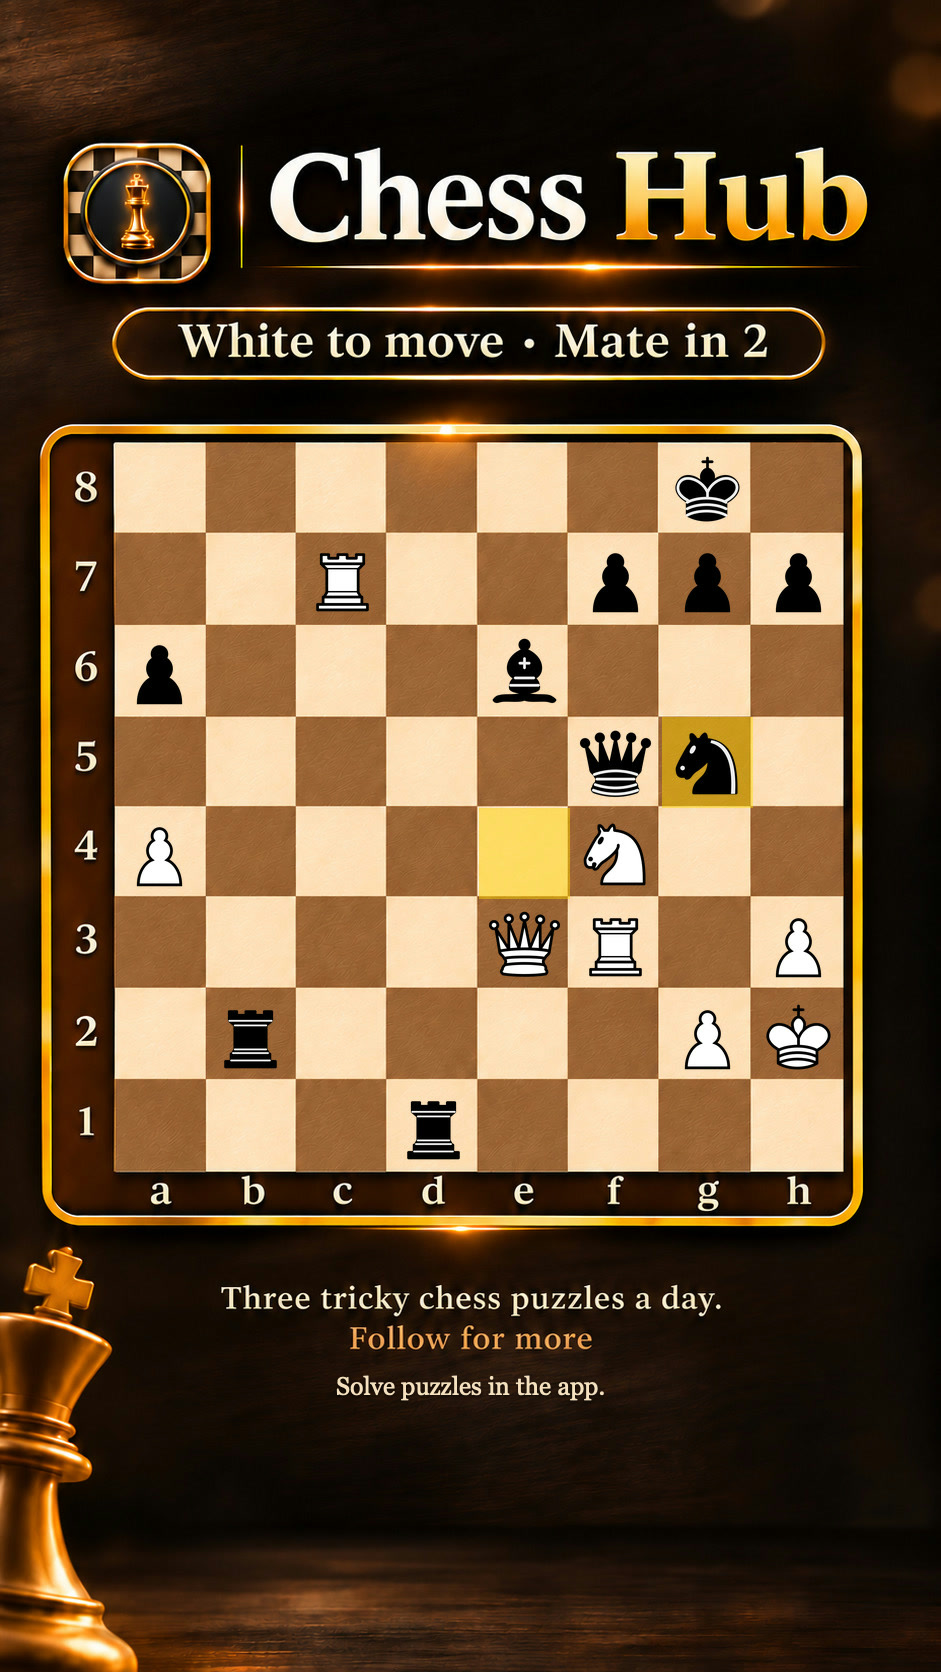 Chess Hub
White to move • Mate in 2
8
7
6
5
4
3
2
1
a b c d e f g h
Three tricky chess puzzles a day.
Follow for more
Solve puzzles in the app.